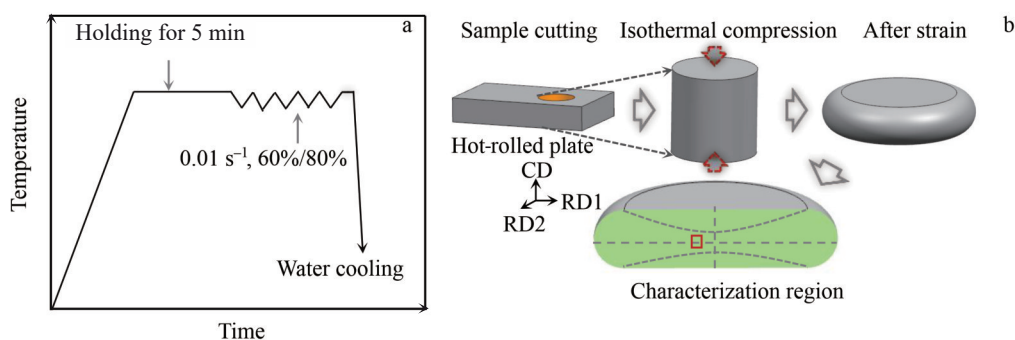 a
Holding for 5 min
0.01 s⁻¹, 60%/80%
Water cooling
Temperature
Time
b
Sample cutting
Isothermal compression
After strain
Hot-rolled plate
CD
RD1
RD2
Characterization region